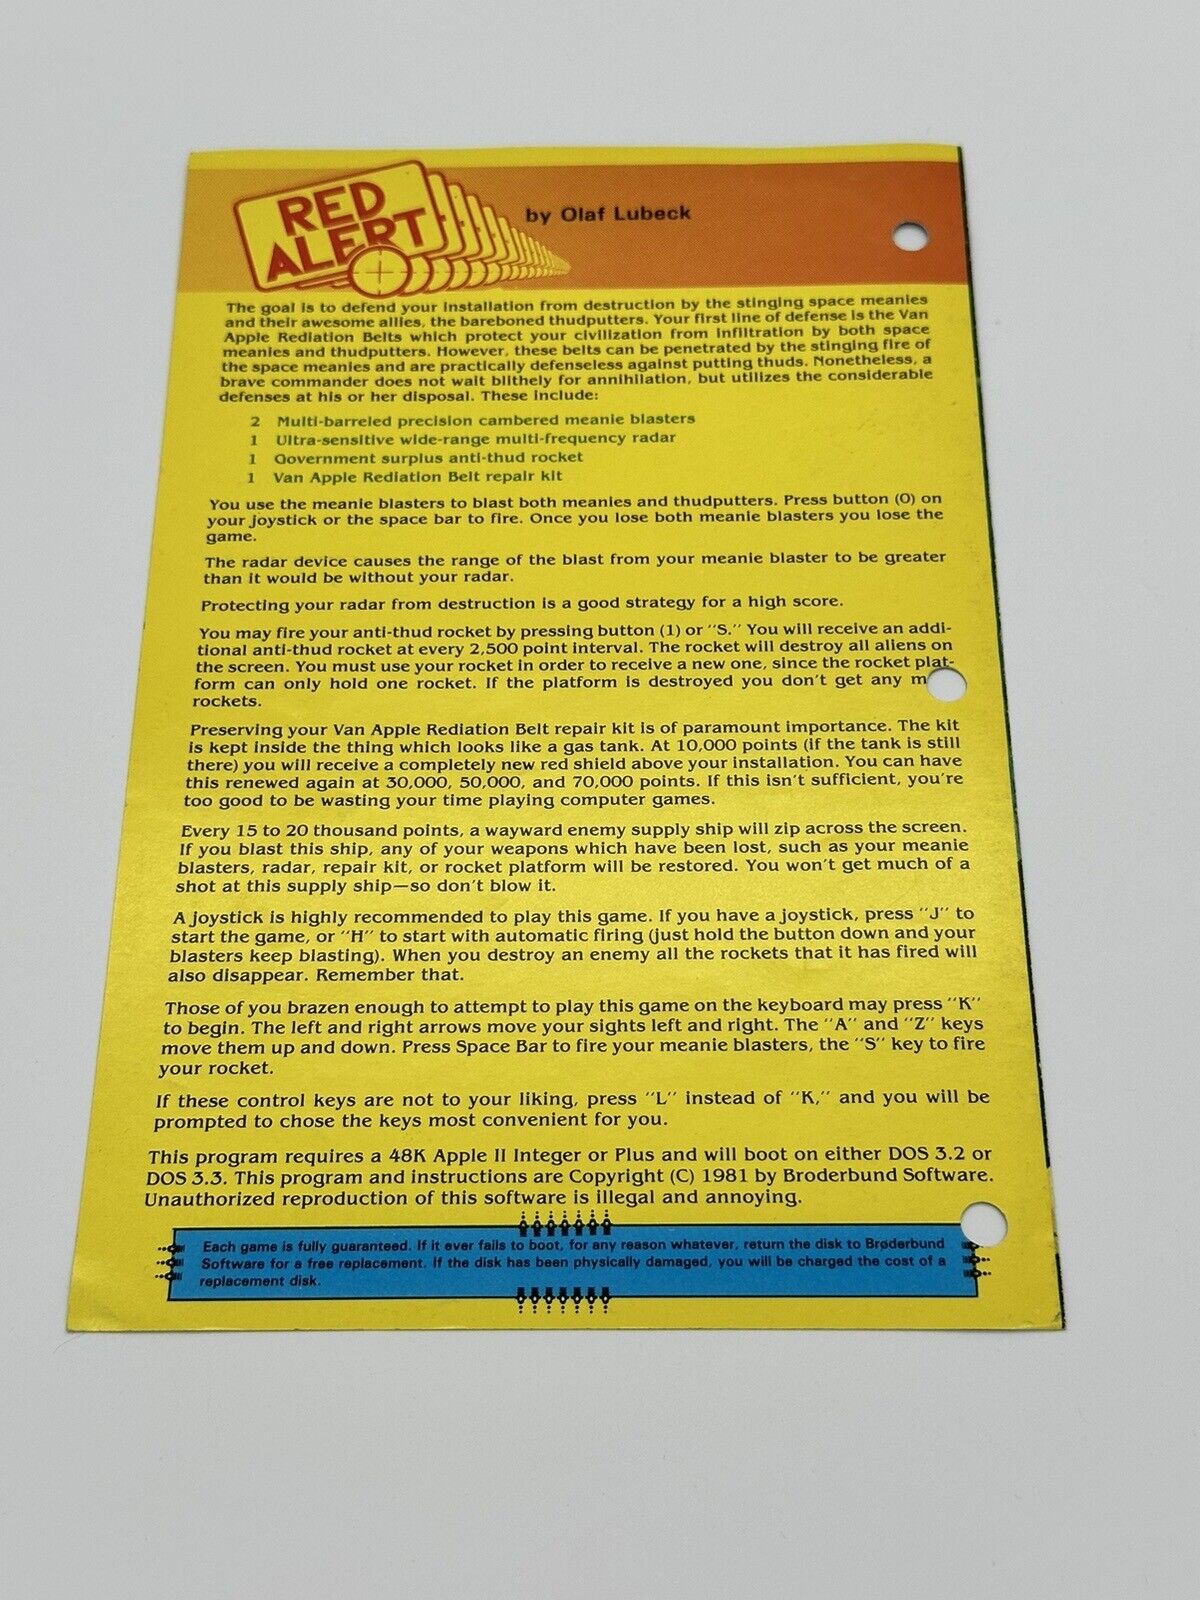 RED
ALERT
by Olaf Lubeck
The goal is to defend your installation from destruction by the stinging space meanies
and their awesome allies, the bareboned thudputters. Your first line of defense is the Van
Apple Rediation Belts which protect your civilization from infiltration by both space
meanies and thudputters. However, these belts can be penetrated by the stinging fire of
the space meanies and are practically defenseless against putting thuds. Nonetheless, a
brave commander does not wait blithely for annihilation, but utilizes the considerable
defenses at his or her disposal. These include:
2 Multi-barreled precision cambered meanie blasters
1 Ultra-sensitive wide-range multi-frequency radar
1 Government surplus anti-thud rocket
1 Van Apple Rediation Belt repair kit
You use the meanie blasters to blast both meanies and thudputters. Press button (0) on
your joystick or the space bar to fire. Once you lose both meanie blasters you lose the
game.
The radar device causes the range of the blast from your meanie blaster to be greater
than it would be without your radar.
Protecting your radar from destruction is a good strategy for a high score.
You may fire your anti-thud rocket by pressing button (1) or "S." You will receive an addi-
tional anti-thud rocket at every 2,500 point interval. The rocket will destroy all aliens on
the screen. You must use your rocket in order to receive a new one, since the rocket plat-
form can only hold one rocket. If the platform is destroyed you don't get any m
rockets.
Preserving your Van Apple Rediation Belt repair kit is of paramount importance. The kit
is kept inside the thing which looks like a gas tank. At 10,000 points (if the tank is still
there) you will receive a completely new red shield above your installation. You can have
this renewed again at 30,000, 50,000, and 70,000 points. If this isn't sufficient, you're
too good to be wasting your time playing computer games.
Every 15 to 20 thousand points, a wayward enemy supply ship will zip across the screen.
If you blast this ship, any of your weapons which have been lost, such as your meanie
blasters, radar, repair kit, or rocket platform will be restored. You won't get much of a
shot at this supply ship—so don't blow it.
A joystick is highly recommended to play this game. If you have a joystick, press "J" to
start the game, or "H" to start with automatic firing (just hold the button down and your
blasters keep blasting). When you destroy an enemy all the rockets that it has fired will
also disappear. Remember that.
Those of you brazen enough to attempt to play this game on the keyboard may press "K"
to begin. The left and right arrows move your sights left and right. The "A" and "Z" keys
move them up and down. Press Space Bar to fire your meanie blasters, the "S" key to fire
your rocket.
If these control keys are not to your liking, press "L" instead of "K," and you will be
prompted to chose the keys most convenient for you.
This program requires a 48K Apple II Integer or Plus and will boot on either DOS 3.2 or
DOS 3.3. This program and instructions are Copyright (C) 1981 by Broderbund Software.
Unauthorized reproduction of this software is illegal and annoying.
Each game is fully guaranteed. If it ever fails to boot, for any reason whatever, return the disk to Brøderbund
Software for a free replacement. If the disk has been physically damaged, you will be charged the cost of a
replacement disk.